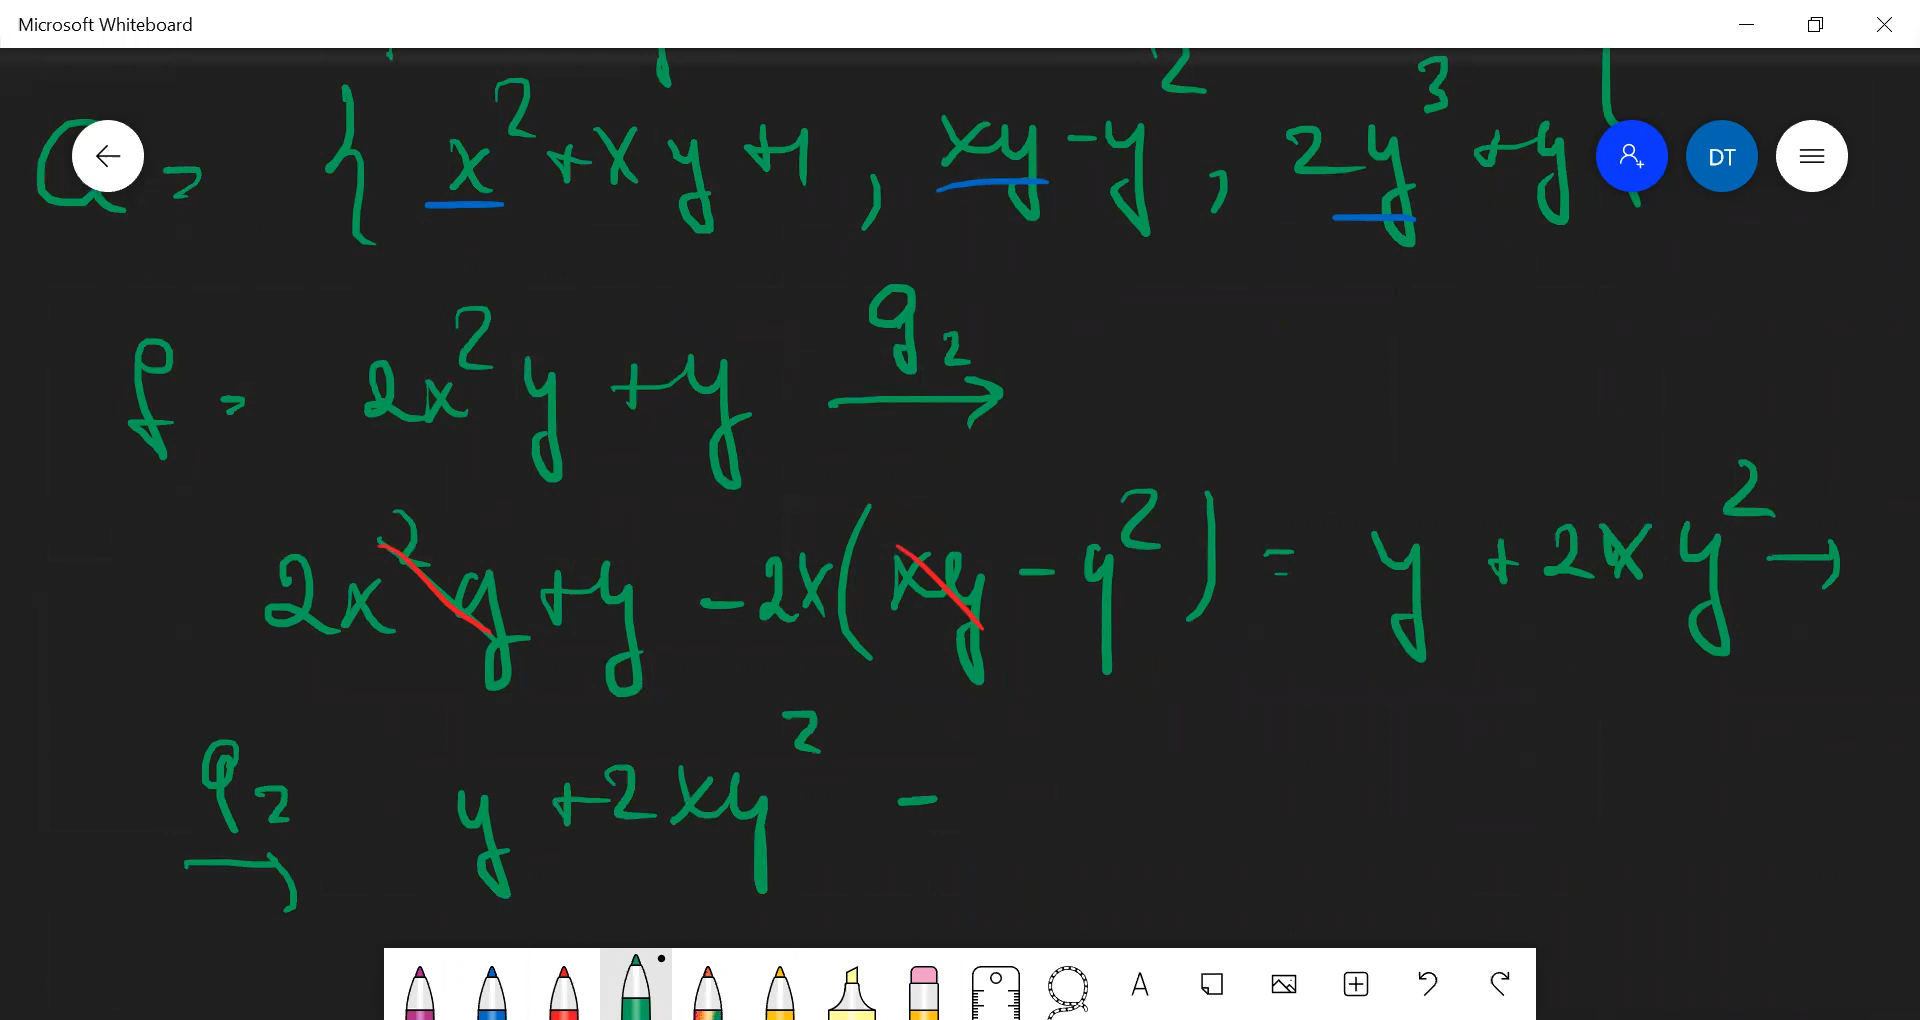 Microsoft Whiteboard
G = { x² + xy + 1, xy - y², 2y³ + y }
DT
f = 2x²y + y →^{g₂}
2x²y + y - 2x(xy - y²) = y + 2xy² →
→^{g₂} y + 2xy² -
A